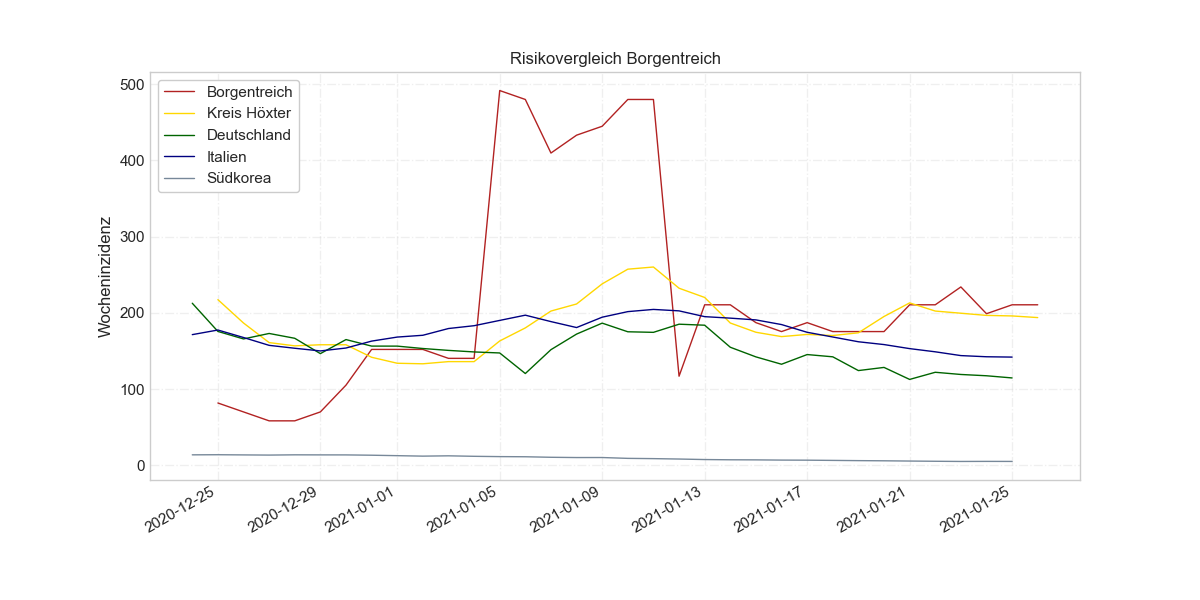 Risikovergleich Borgentreich
Borgentreich
Kreis Höxter
Deutschland
Italien
Südkorea
Wocheninzidenz
500
400
300
200
100
0
2020-12-25
2020-12-29
2021-01-01
2021-01-05
2021-01-09
2021-01-13
2021-01-17
2021-01-21
2021-01-25